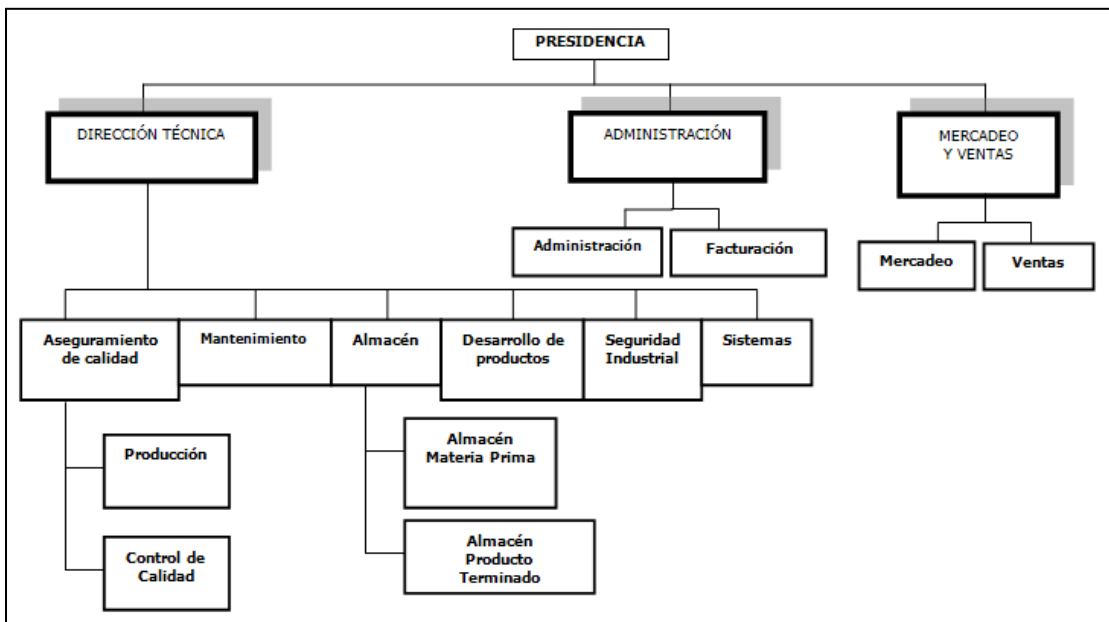 PRESIDENCIA
DIRECCIÓN TÉCNICA
ADMINISTRACIÓN
MERCADEO
Y VENTAS
Administración
Facturación
Mercadeo
Ventas
Aseguramiento
de calidad
Mantenimiento
Almacén
Desarrollo de
productos
Seguridad
Industrial
Sistemas
Producción
Almacén
Materia Prima
Control de
Calidad
Almacén
Producto
Terminado